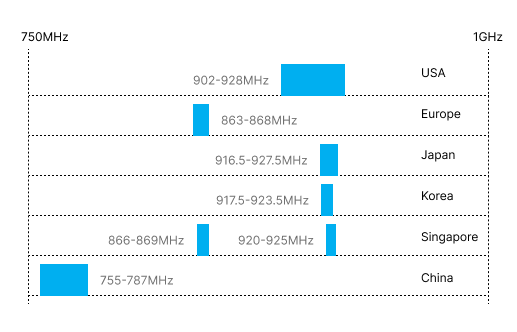 750MHz 1GHz
902-928MHz USA
863-868MHz Europe
916.5-927.5MHz Japan
917.5-923.5MHz Korea
866-869MHz 920-925MHz Singapore
755-787MHz China